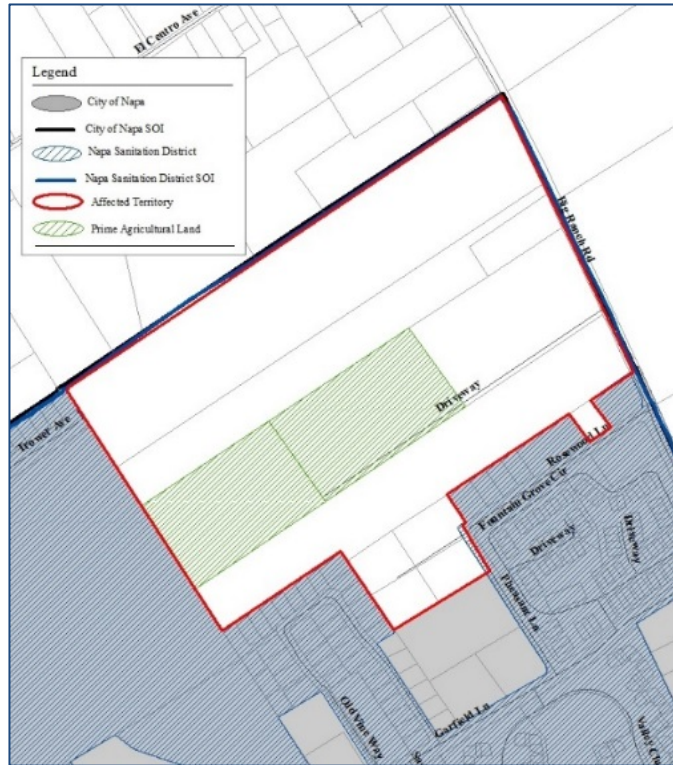 El Centro Ave
Legend
City of Napa
City of Napa SOI
Napa Sanitation District
Napa Sanitation District SOI
Affected Territory
Prime Agricultural Land
Big Ranch Rd
Driveway
Trower Ave
Rosewood Ln
Fountain Grove Cir
Driveway
Driveway
Pheasant Ln
Old Vine Way
Garfield Ln
Valley